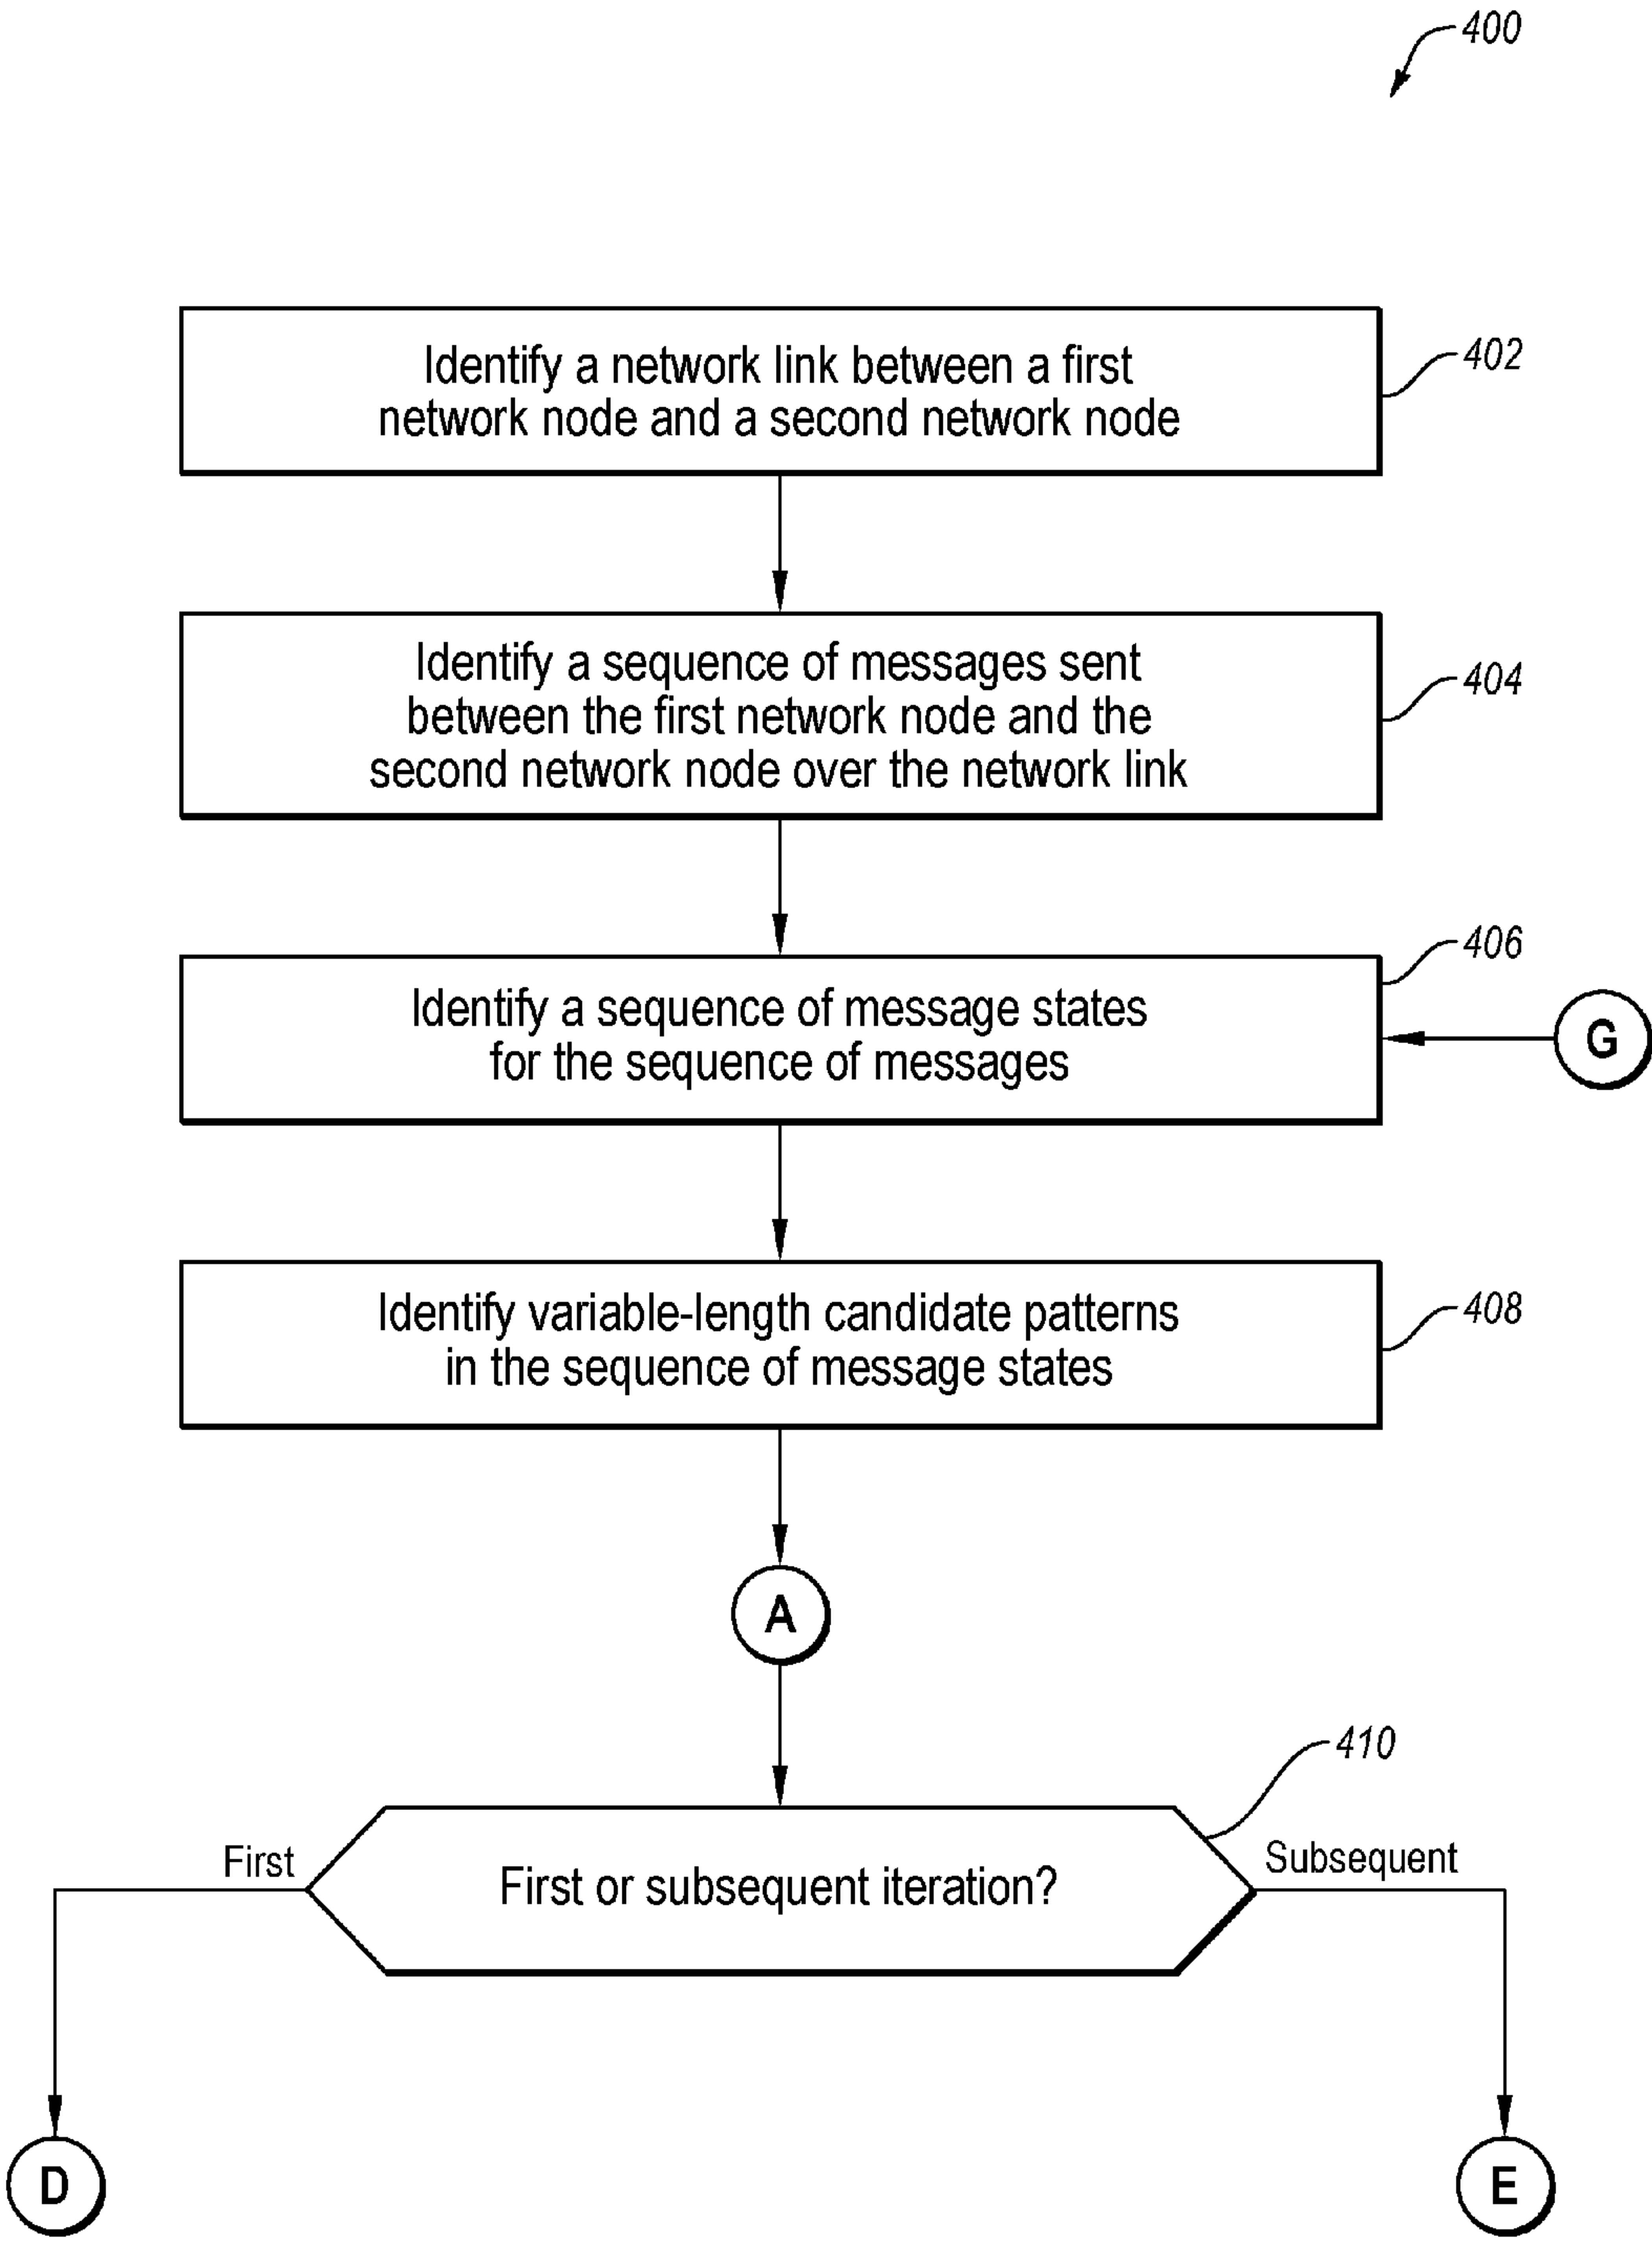 400
Identify a network link between a first
network node and a second network node
402
Identify a sequence of messages sent
between the first network node and the
second network node over the network link
404
Identify a sequence of message states
for the sequence of messages
406
G
Identify variable-length candidate patterns
in the sequence of message states
408
A
410
First
First or subsequent iteration?
Subsequent
D
E